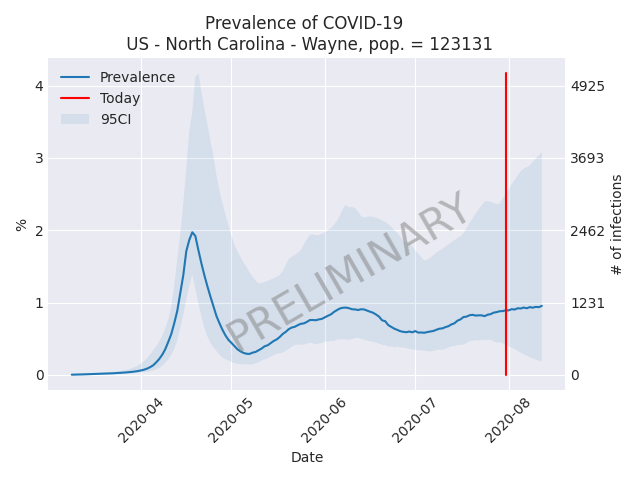 Prevalence of COVID-19
US - North Carolina - Wayne, pop. = 123131
Prevalence
Today
95CI
PRELIMINARY
%
4
3
2
1
0
# of infections
4925
3693
2462
1231
0
2020-04
2020-05
2020-06
2020-07
2020-08
Date